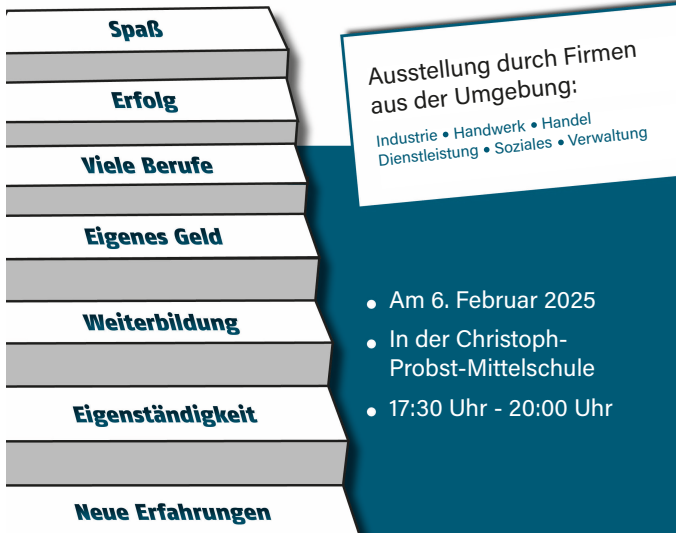 Spaß
Erfolg
Viele Berufe
Eigenes Geld
Weiterbildung
Eigenständigkeit
Neue Erfahrungen
Ausstellung durch Firmen
aus der Umgebung:
Industrie • Handwerk • Handel
Dienstleistung • Soziales • Verwaltung
• Am 6. Februar 2025
• In der Christoph-
Probst-Mittelschule
• 17:30 Uhr - 20:00 Uhr